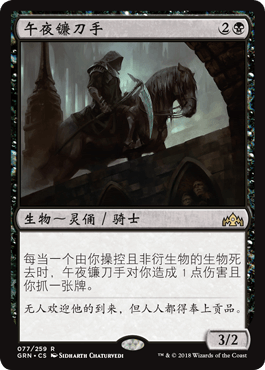 午夜镰刀手 2
生物~灵俑 / 骑士
每当一个由你操控且非衍生物的生物死
去时，午夜镰刀手对你造成1点伤害且
你抓一张牌。
无人欢迎他的到来，但人人都得奉上贡品。
3/2
077/259 R
GRN • CS SIDHARTH CHATURVEDI
™ & © 2018 Wizards of the Coast